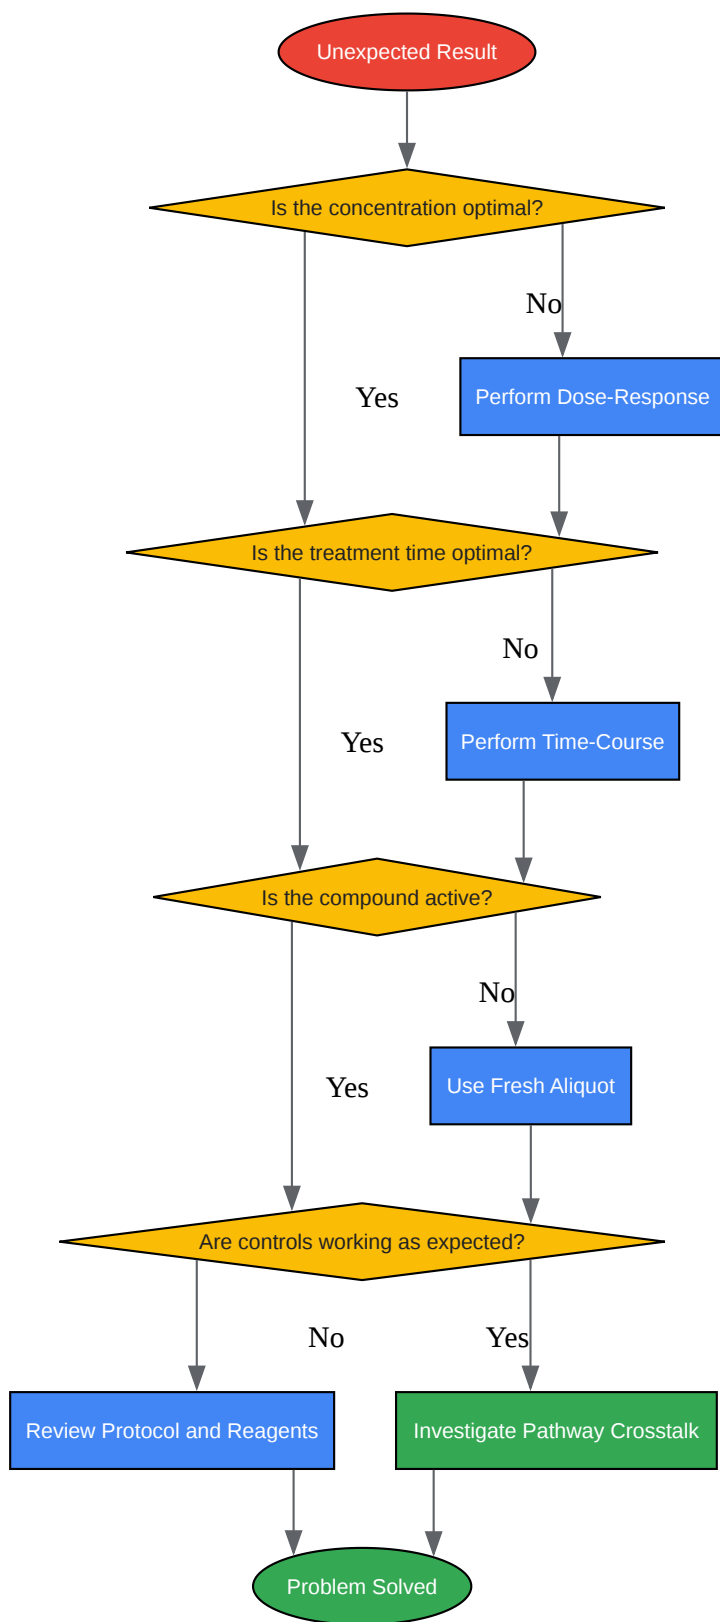 Unexpected Result
Is the concentration optimal?
No
Yes
Perform Dose-Response
Is the treatment time optimal?
No
Yes
Perform Time-Course
Is the compound active?
No
Yes
Use Fresh Aliquot
Are controls working as expected?
No
Yes
Review Protocol and Reagents
Investigate Pathway Crosstalk
Problem Solved